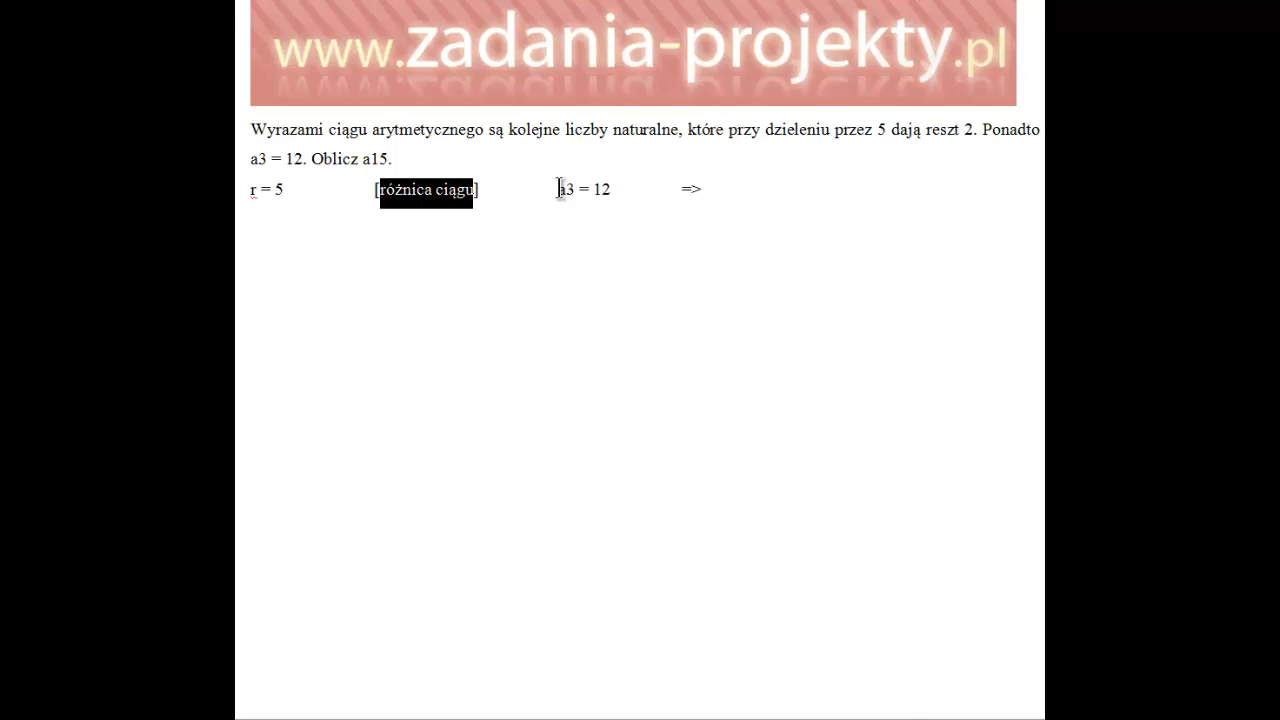 www.zadania-projekty.pl
Wyrazami ciągu arytmetycznego są kolejne liczby naturalne, które przy dzieleniu przez 5 dają reszt 2. Ponadto
a3 = 12. Oblicz a15.
r = 5 [różnica ciągu] a3 = 12 =>